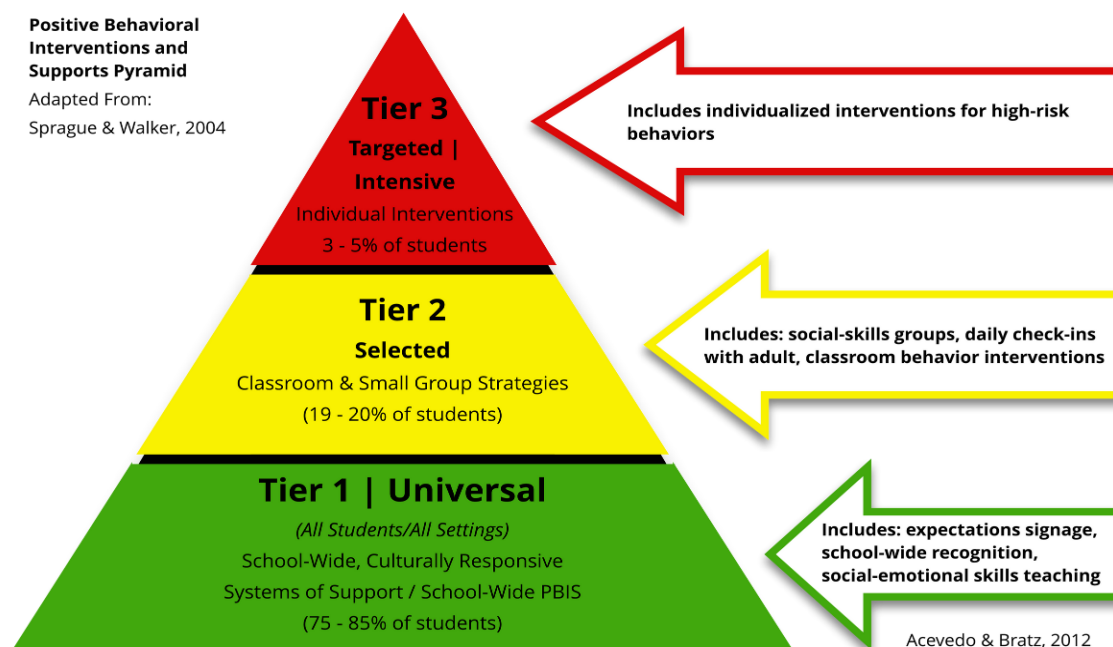 Positive Behavioral
Interventions and
Supports Pyramid
Adapted From:
Sprague & Walker, 2004
Tier 3
Targeted |
Intensive
Individual Interventions
3 - 5% of students
Includes individualized interventions for high-risk
behaviors
Tier 2
Selected
Classroom & Small Group Strategies
(19 - 20% of students)
Includes: social-skills groups, daily check-ins
with adult, classroom behavior interventions
Tier 1 | Universal
(All Students/All Settings)
School-Wide, Culturally Responsive
Systems of Support / School-Wide PBIS
(75 - 85% of students)
Includes: expectations signage,
school-wide recognition,
social-emotional skills teaching
Acevedo & Bratz, 2012